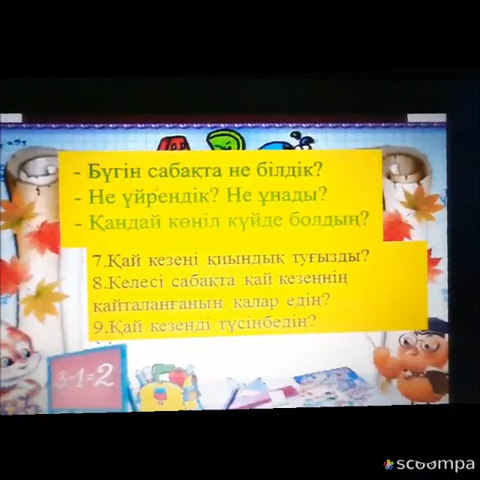 - Бүгін сабақта не білдік?
- Не үйрендік? Не ұнады?
- Қандай көңіл күйде болдың?
7.Қай кезеңі қиындық туғызды?
8.Келесі сабақта қай кезеңнің
қайталанғанын қалар едің?
9.Қай кезеңді түсінбедің?
3-1=2
scoompa